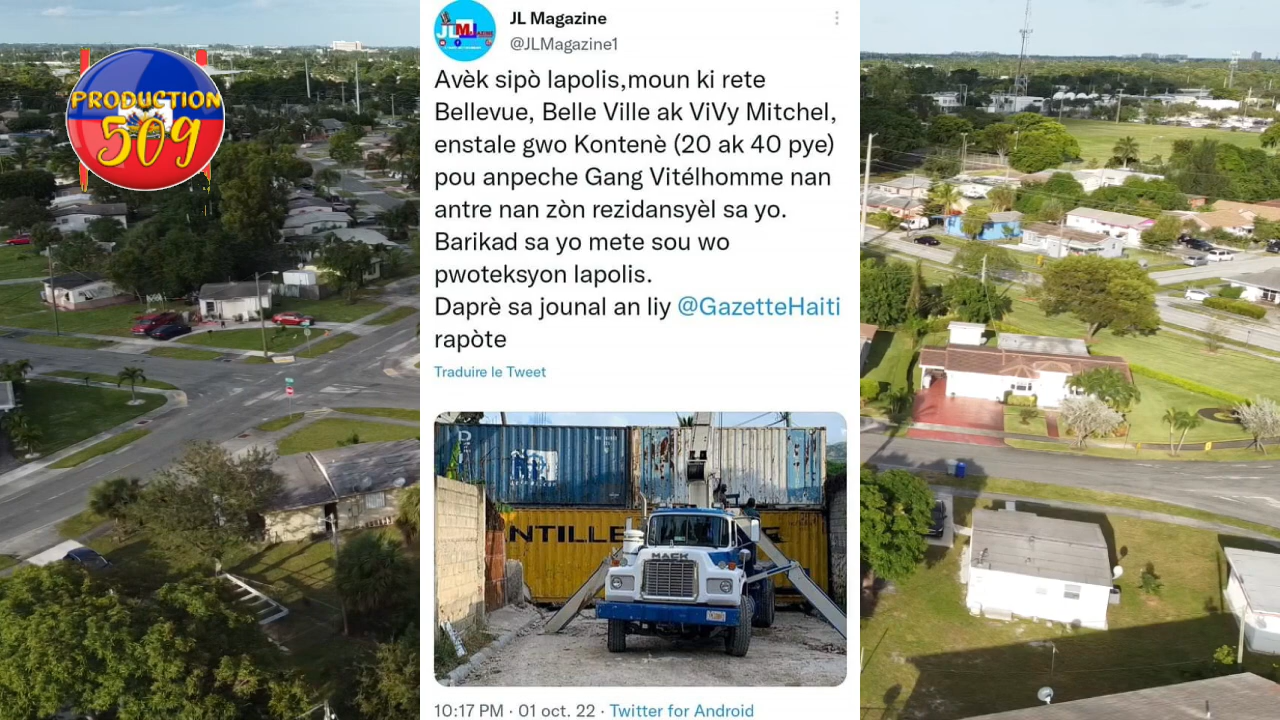 PRODUCTION
509
JL Magazine
@JLMagazine1
Avèk sipò lapolis,moun ki rete
Bellevue, Belle Ville ak ViVy Mitchel,
enstale gwo Kontenè (20 ak 40 pye)
pou anpeche Gang Vitélhomme nan
antre nan zòn rezidansyèl sa yo.
Barikad sa yo mete sou wo
pwoteksyon lapolis.
Daprè sa jounal an liy @GazetteHaiti
rapòte
Traduire le Tweet
NTILLE
MACK
10:17 PM · 01 oct. 22 · Twitter for Android